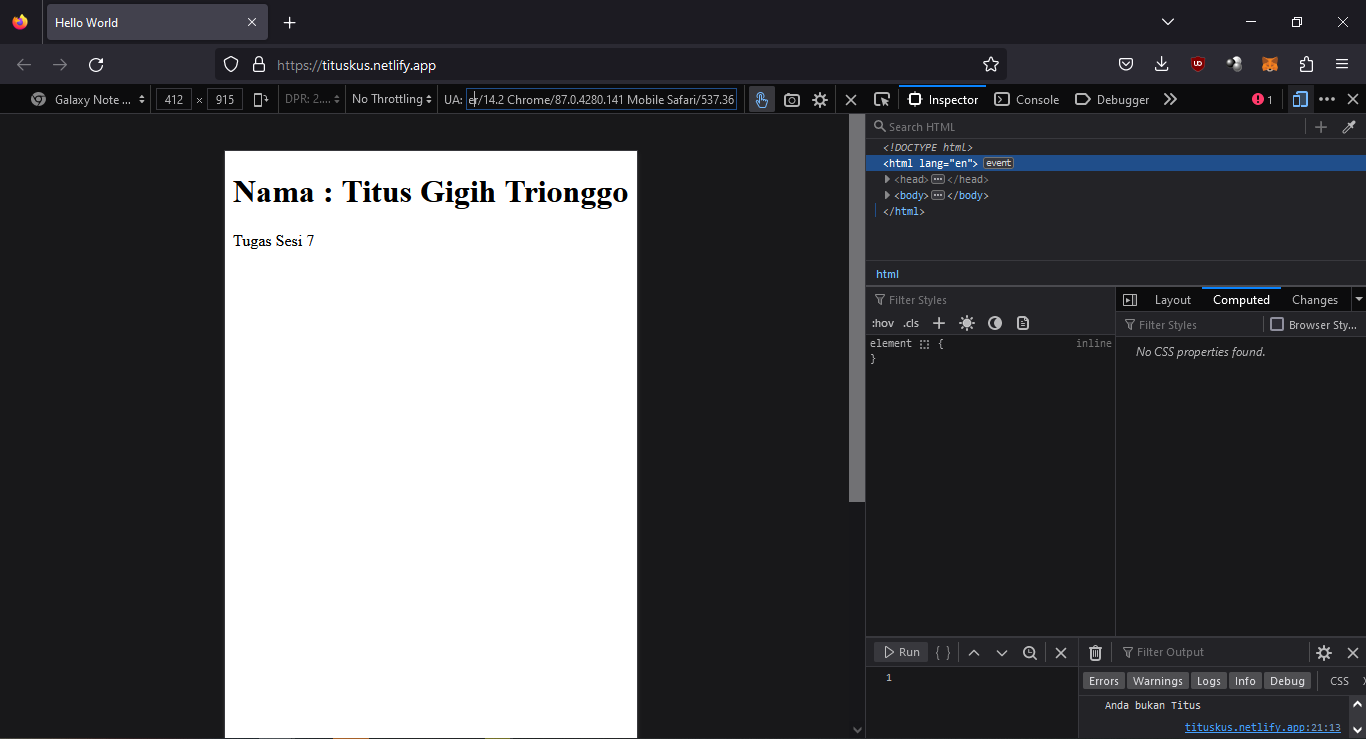 Hello World
https://tituskus.netlify.app
Galaxy Note ...
412 × 915
DPR: 2....
No Throttling
UA: er/14.2 Chrome/87.0.4280.141 Mobile Safari/537.36
Inspector
Console
Debugger
1
Nama : Titus Gigih Trionggo
Tugas Sesi 7
Search HTML
<!DOCTYPE html>
<html lang="en"> event
<head> ••• </head>
<body> ••• </body>
</html>
html
Filter Styles
:hov .cls
element {
inline
}
Layout
Computed
Changes
Filter Styles
Browser Sty...
No CSS properties found.
Run
{ }
1
Filter Output
Errors
Warnings
Logs
Info
Debug
CSS
Anda bukan Titus
tituskus.netlify.app:21:13